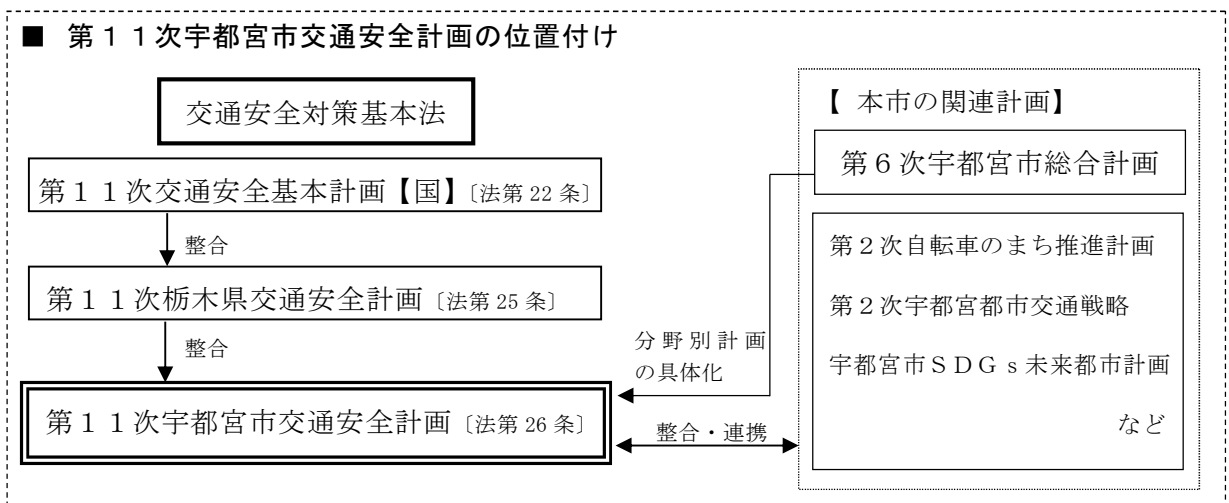 ■ 第１１次宇都宮市交通安全計画の位置付け
交通安全対策基本法
第１１次交通安全基本計画【国】〔法第 22 条〕
整合
第１１次栃木県交通安全計画〔法第 25 条〕
整合
第１１次宇都宮市交通安全計画〔法第 26 条〕
分野別計画
の具体化
整合・連携
【 本市の関連計画】
第６次宇都宮市総合計画
第２次自転車のまち推進計画
第２次宇都宮都市交通戦略
宇都宮市ＳＤＧｓ未来都市計画
など